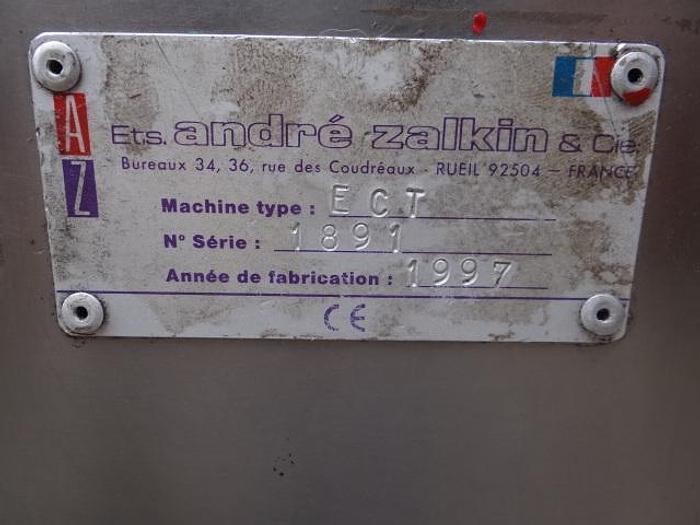 A
Z
Ets. andré zalkin & Cie.
Bureaux 34, 36, rue des Coudréaux - RUEIL 92504 — FRANCE
Machine type : ECT
N° Série : 1891
Année de fabrication : 1997
CE